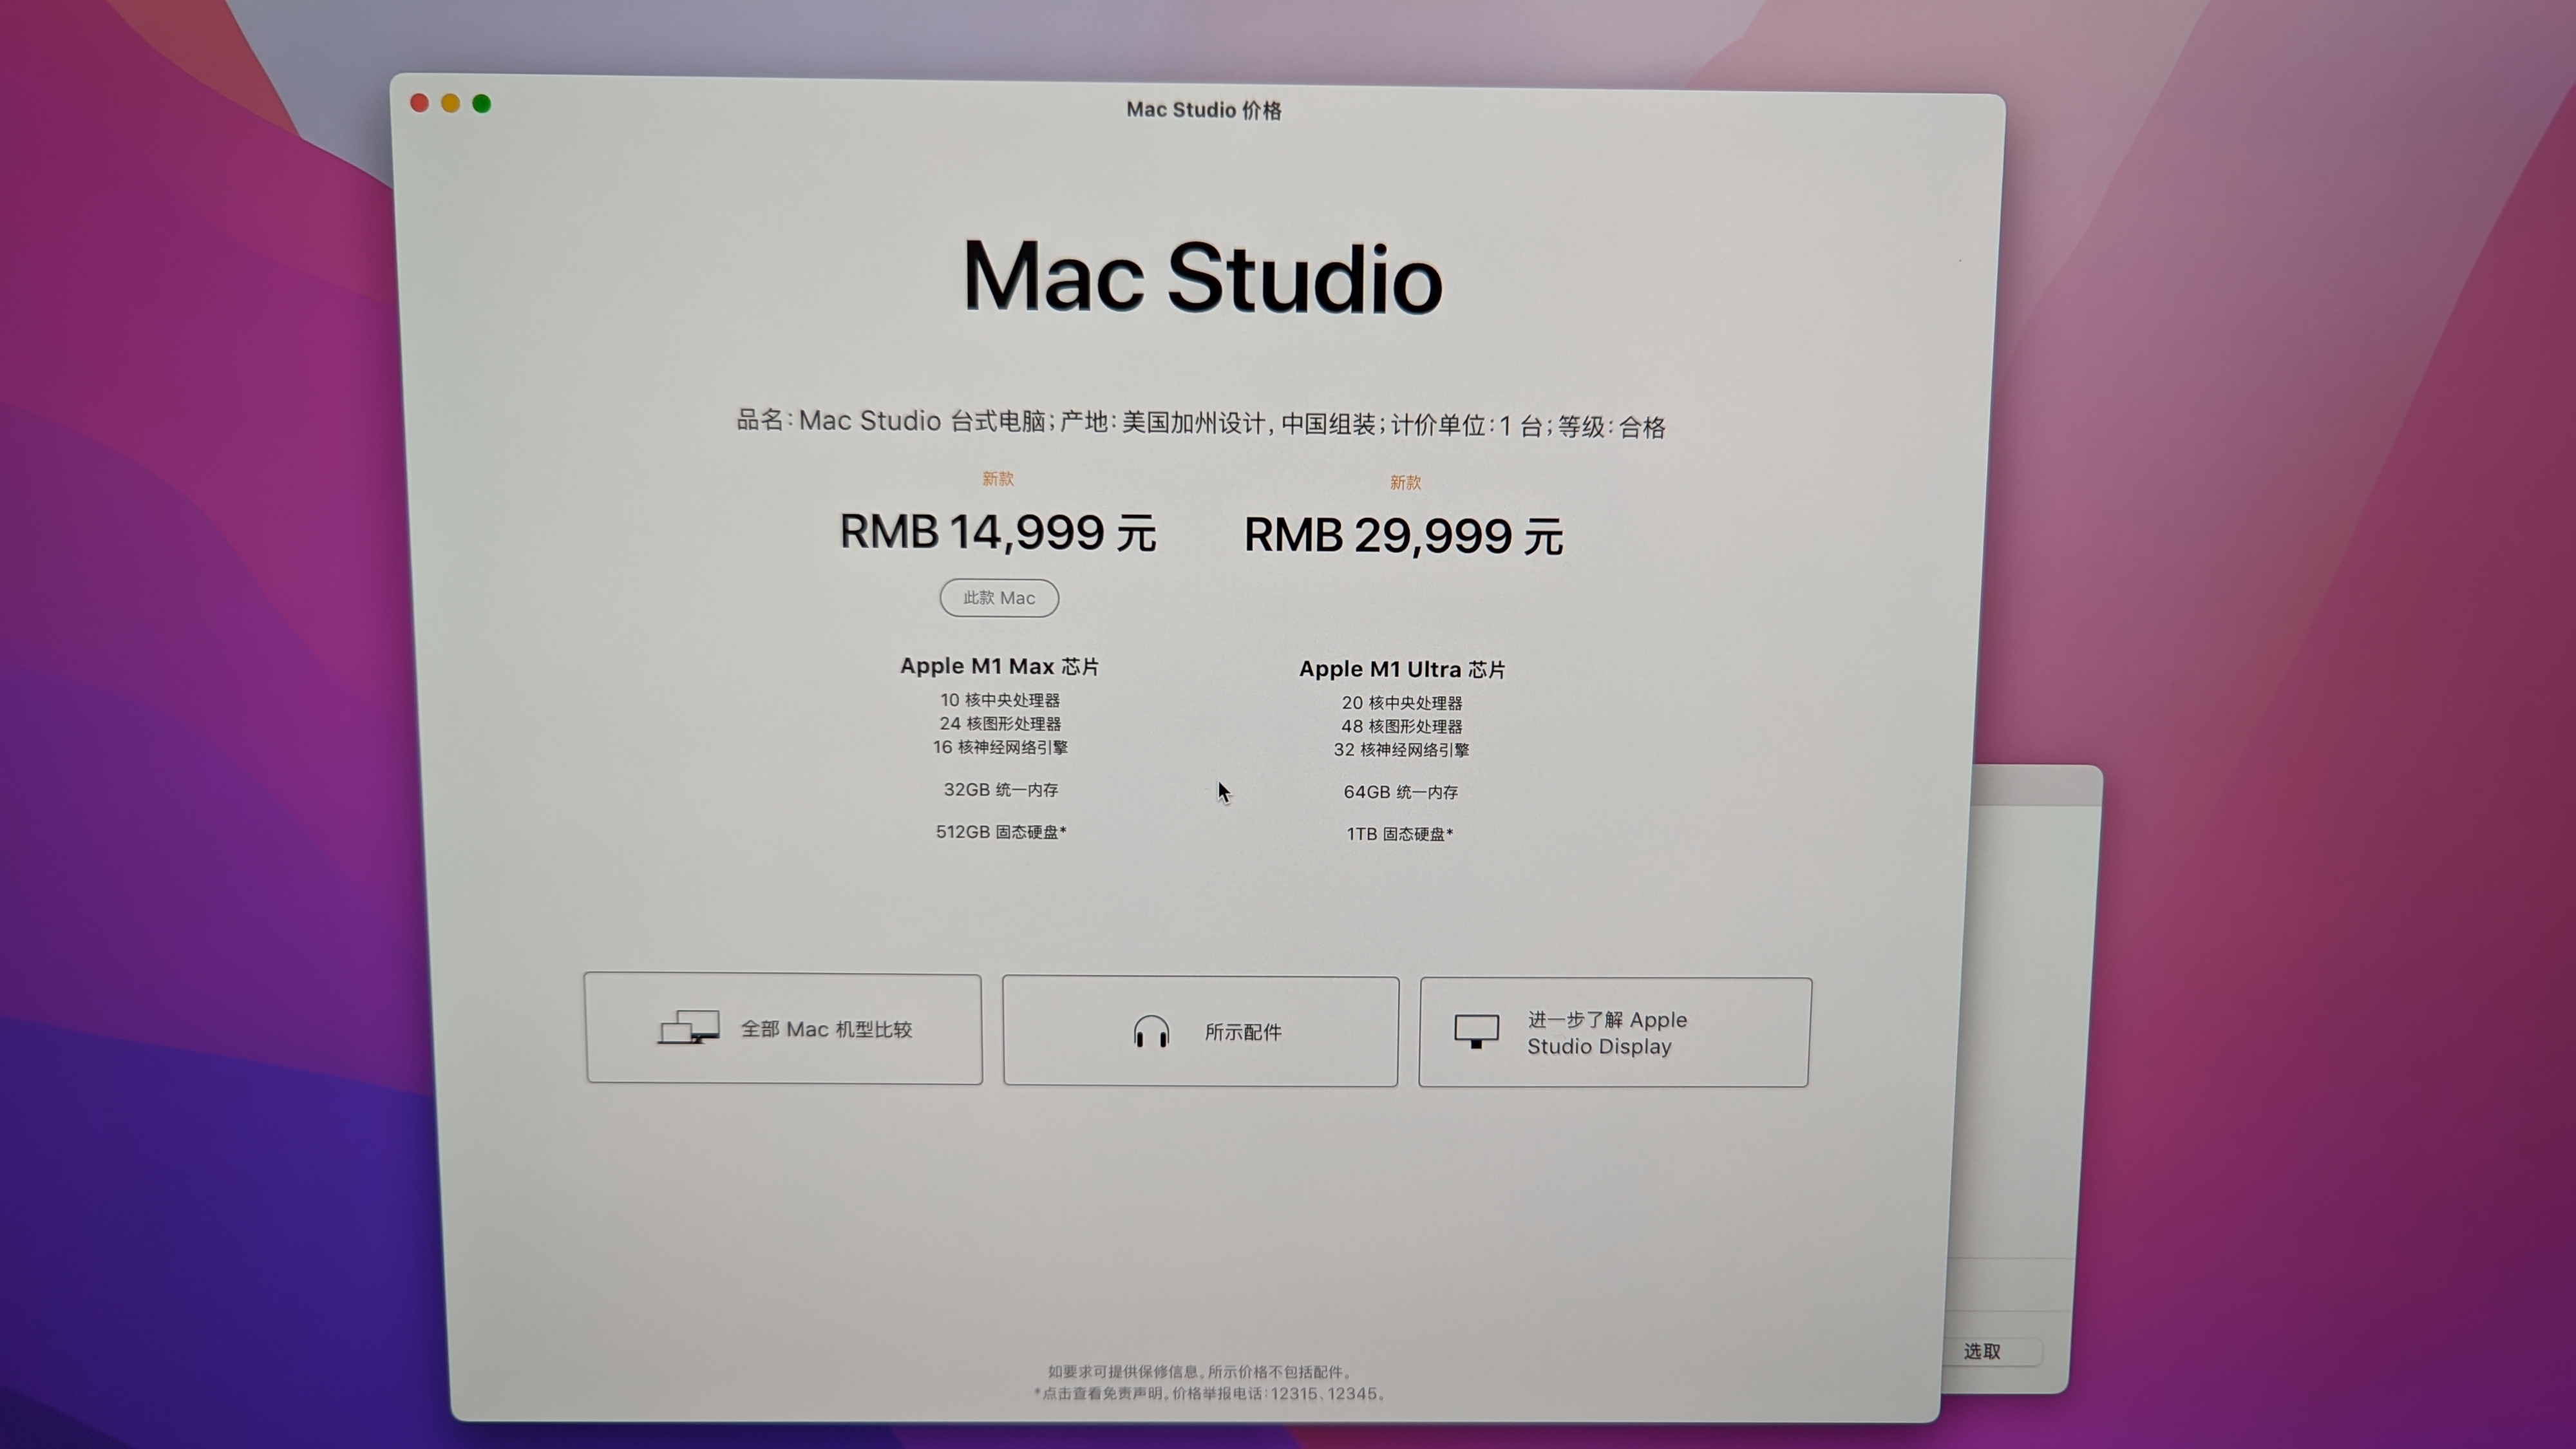 Mac Studio 价格
Mac Studio
品名:Mac Studio 台式电脑;产地:美国加州设计,中国组装;计价单位:1 台;等级:合格
新款
RMB 14,999 元
此款 Mac
Apple M1 Max 芯片
10 核中央处理器
24 核图形处理器
16 核神经网络引擎
32GB 统一内存
512GB 固态硬盘*
新款
RMB 29,999 元
Apple M1 Ultra 芯片
20 核中央处理器
48 核图形处理器
32 核神经网络引擎
64GB 统一内存
1TB 固态硬盘*
全部 Mac 机型比较
所示配件
进一步了解 Apple
Studio Display
选取
如要求可提供保修信息。所示价格不包括配件。
*点击查看免责声明。价格举报电话:12315、12345。